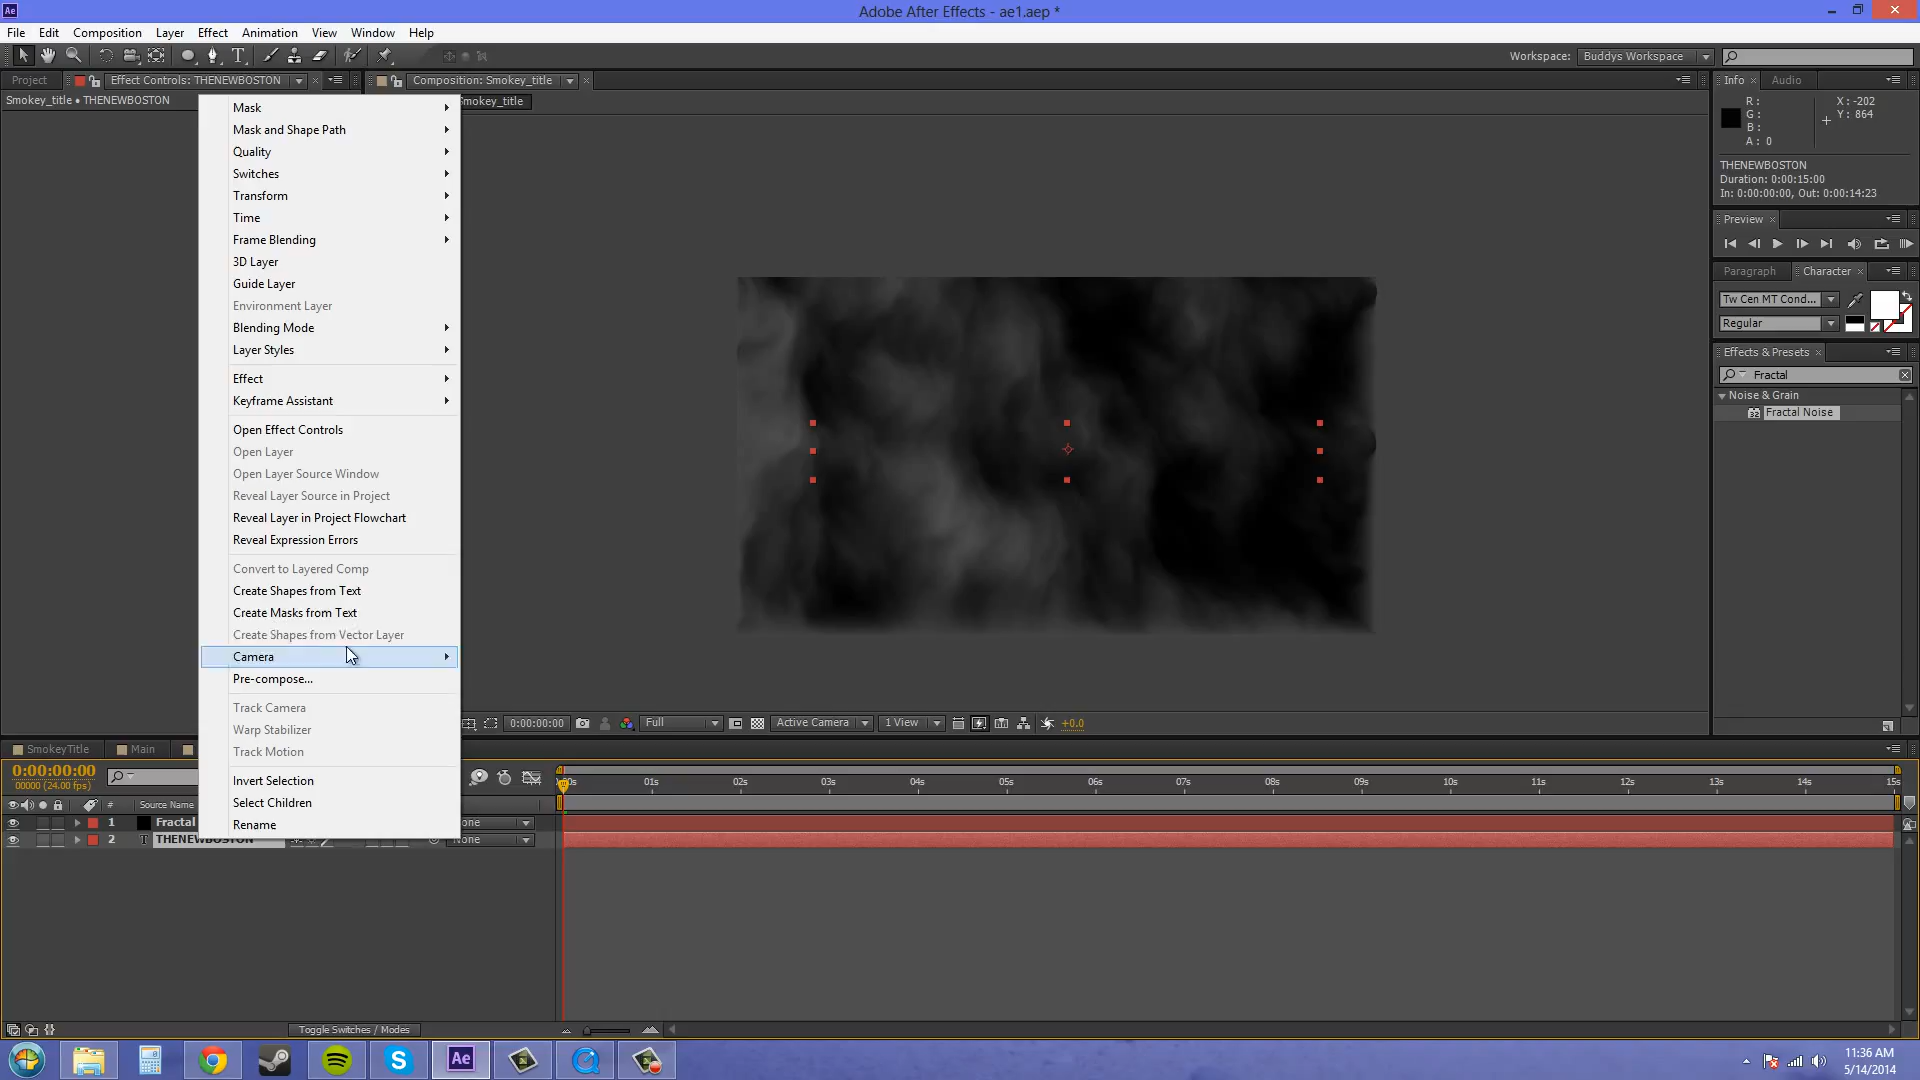 Ae
Adobe After Effects - ae1.aep *
File Edit Composition Layer Effect Animation View Window Help
Workspace: Buddys Workspace
Project Effect Controls: THENEWBOSTON Composition: Smokey_title Info Audio
Smokey_title • THENEWBOSTON
mokey_title
R :
G :
B :
A : 0
X : -202
Y : 864
THENEWBOSTON
Duration: 0:00:15:00
In: 0:00:00:00, Out: 0:00:14:23
Preview
Paragraph Character
Tw Cen MT Cond...
Regular
Effects & Presets
Fractal
Noise & Grain
32 Fractal Noise
Mask
Mask and Shape Path
Quality
Switches
Transform
Time
Frame Blending
3D Layer
Guide Layer
Environment Layer
Blending Mode
Layer Styles
Effect
Keyframe Assistant
Open Effect Controls
Open Layer
Open Layer Source Window
Reveal Layer Source in Project
Reveal Layer in Project Flowchart
Reveal Expression Errors
Convert to Layered Comp
Create Shapes from Text
Create Masks from Text
Create Shapes from Vector Layer
Camera
Pre-compose...
Track Camera
Warp Stabilizer
Track Motion
Invert Selection
Select Children
Rename
0:00:00:00 Full Active Camera 1 View +0.0
SmokeyTitle Main
0:00:00:00
00000 (24.00 fps)
01s 02s 03s 04s 05s 06s 07s 08s 09s 10s 11s 12s 13s 14s 15s
# Source Name
1 Fractal one
2 T THENEWBOSTON None
Toggle Switches / Modes
Ae
11:36 AM
5/14/2014